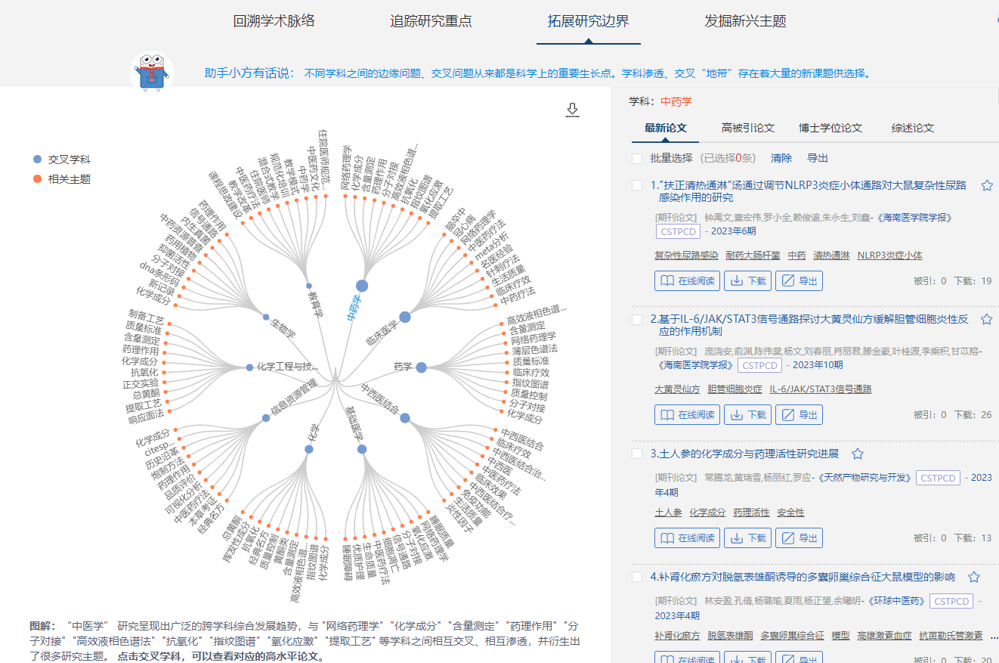 回溯学术脉络
追踪研究重点
拓展研究边界
发掘新兴主题
助手小方有话说： 不同学科之间的边缘问题、交叉问题从来都是科学上的重要生长点。学科渗透、交叉“地带”存在着大量的新课题供选择。
交叉学科
相关主题
中药学
网络药理学
化学成分
含量测定
药理作用
分子对接
高效液相色谱...
抗氧化
指纹图谱
氧化应激
提取工艺
临床医学
脑卒中
冠心病
网络药理学
中医药疗法
meta分析
名医经验
针刺疗法
生活质量
临床疗效
中药疗法
药学
高效液相色谱...
含量测定
网络药理学
薄层色谱法
质量标准
临床疗效
指纹图谱
质量控制
分子对接
化学成分
中西医结合
中西医结合
临床疗效
中西医结合治...
中西医
中医药疗法
临床效果
中西医结合疗...
免疫功能
生活质量
炎性因子
基础医学
睡眠质量
网络药理学
氧化应激
分子对接
信号通路
细胞凋亡
中医药疗法
生命质量
优质护理
睡眠障碍
化学
化学成分
指纹图谱
高效液相色谱...
含量测定
黄酮类
质量控制
经典名方
抗氧化
挥发性成分
总黄酮
信息资源管理
经典名方
本草考证
中医药疗法
可视化分析
品质评价
药理作用
炮制方法
历史沿革
citesp...
化学成分
化学工程与技...
响应面法
提取工艺
总黄酮
正交实验
抗氧化
化学成分
药理作用
含量测定
质量标准
制备工艺
生物学
化学成分
新记录
dna条形码
分子对接
抑菌活性
药用植物
中药资源普查
内生真菌
信号通路
药理作用
教育学
课程思政建设
教学改革
中医药疗法
住院医师
混合式教学
规范化培训
教学模式
中药学
中医药文化
住院医师规范...
图解： “中医学” 研究呈现出广泛的跨学科综合发展趋势，与 "网络药理学" "化学成分" "含量测定" "药理作用" "分
子对接" "高效液相色谱法" "抗氧化" "指纹图谱" "氧化应激" "提取工艺" 等学科之间相互交叉、相互渗透，并衍生出
了很多研究主题。 点击交叉学科，可以查看对应的高水平论文。
学科：中药学
最新论文 高被引论文 博士学位论文 综述论文
批量选择 (已选择0条) 清除 导出
1."扶正清热通淋"汤通过调节NLRP3炎症小体通路对大鼠复杂性尿路
感染作用的研究
[期刊论文] 钟禹文,粟宏伟,罗小全,赖俊谕,朱永生,刘鑫-《海南医学院学报》
CSTPCD - 2023年6期
复杂性尿路感染 耐药大肠杆菌 中药 清热通淋 NLRP3炎症小体
在线阅读 下载 导出 被引：0 下载：19
2.基于IL-6/JAK/STAT3信号通路探讨大黄灵仙方缓解胆管细胞炎性反
应的作用机制
[期刊论文] 庞浇安,俞渊,陈伟棠,杨文,刘春丽,肖丽君,滕金豪,叶桂源,李乘积,甘苡榕-
《海南医学院学报》 CSTPCD - 2023年10期
大黄灵仙方 胆管细胞炎症 IL-6/JAK/STAT3信号通路
在线阅读 下载 导出 被引：0 下载：26
3.土人参的化学成分与药理活性研究进展
[期刊论文] 常腾龙,黄瑞雪,杨丽红,罗应-《天然产物研究与开发》 CSTPCD - 2023
年4期
土人参 化学成分 药理活性 安全性
在线阅读 下载 导出 被引：0 下载：13
4.补肾化瘀方对脱氢表雄酮诱导的多囊卵巢综合征大鼠模型的影响
[期刊论文] 林安盈,孔倩,杨璐瑜,夏雨,杨正望,余曦明-《环球中医药》 CSTPCD -
2023年4期
补肾化瘀方 脱氢表雄酮 多囊卵巢综合征 模型 高雄激素血症 抗苗勒氏管激素 ...
在线阅读 下载 导出 被引：0 下载：20